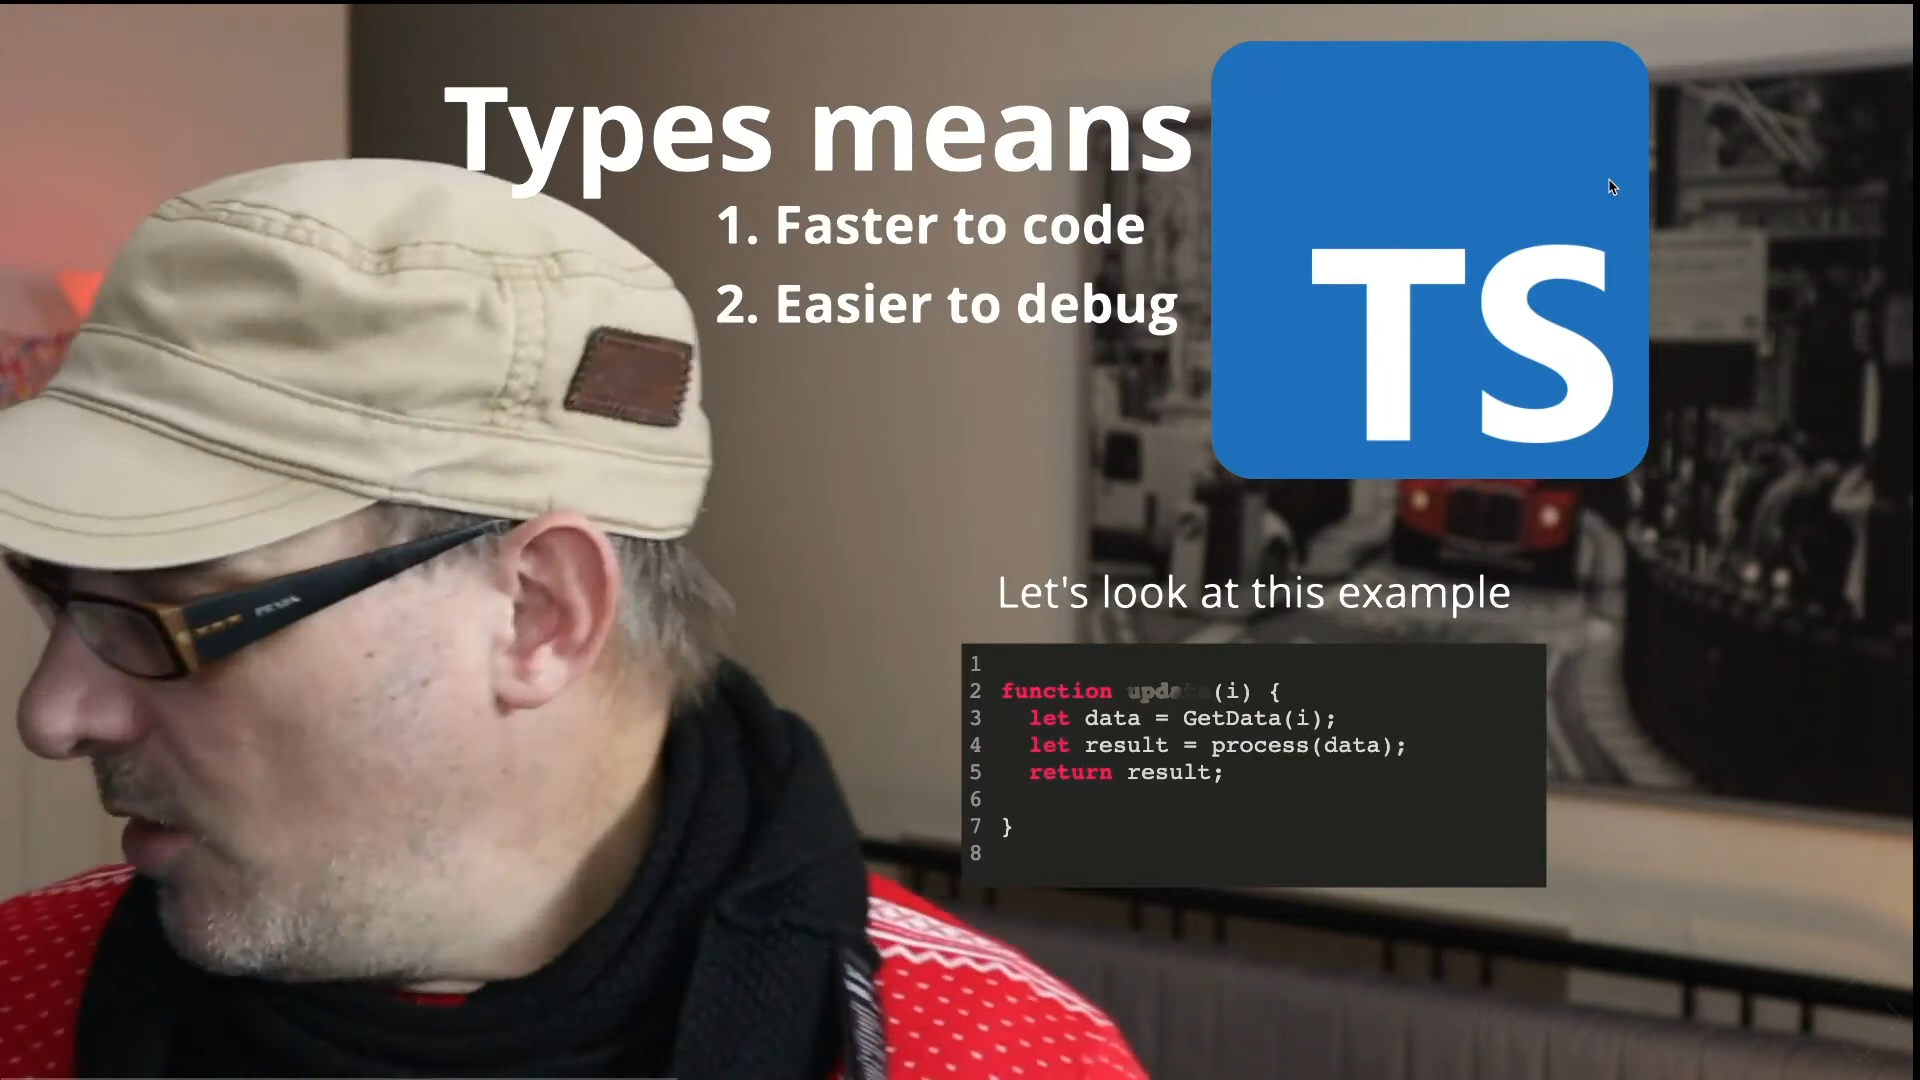 Types means
1. Faster to code
2. Easier to debug
TS
Let's look at this example
1
2 function (i) {
3 let data = GetData(i);
4 let result = process(data);
5 return result;
6
7 }
8